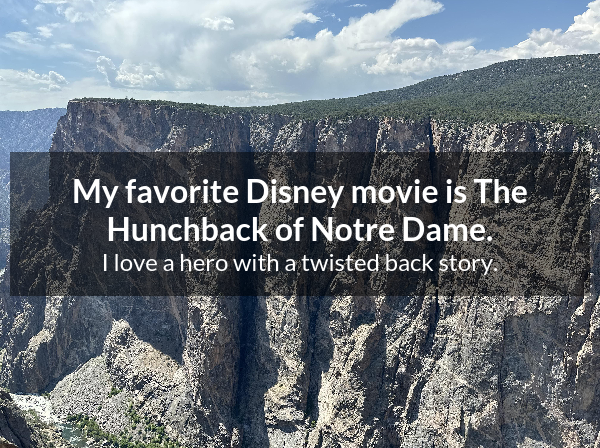 My favorite Disney movie is The
Hunchback of Notre Dame.
I love a hero with a twisted back story.